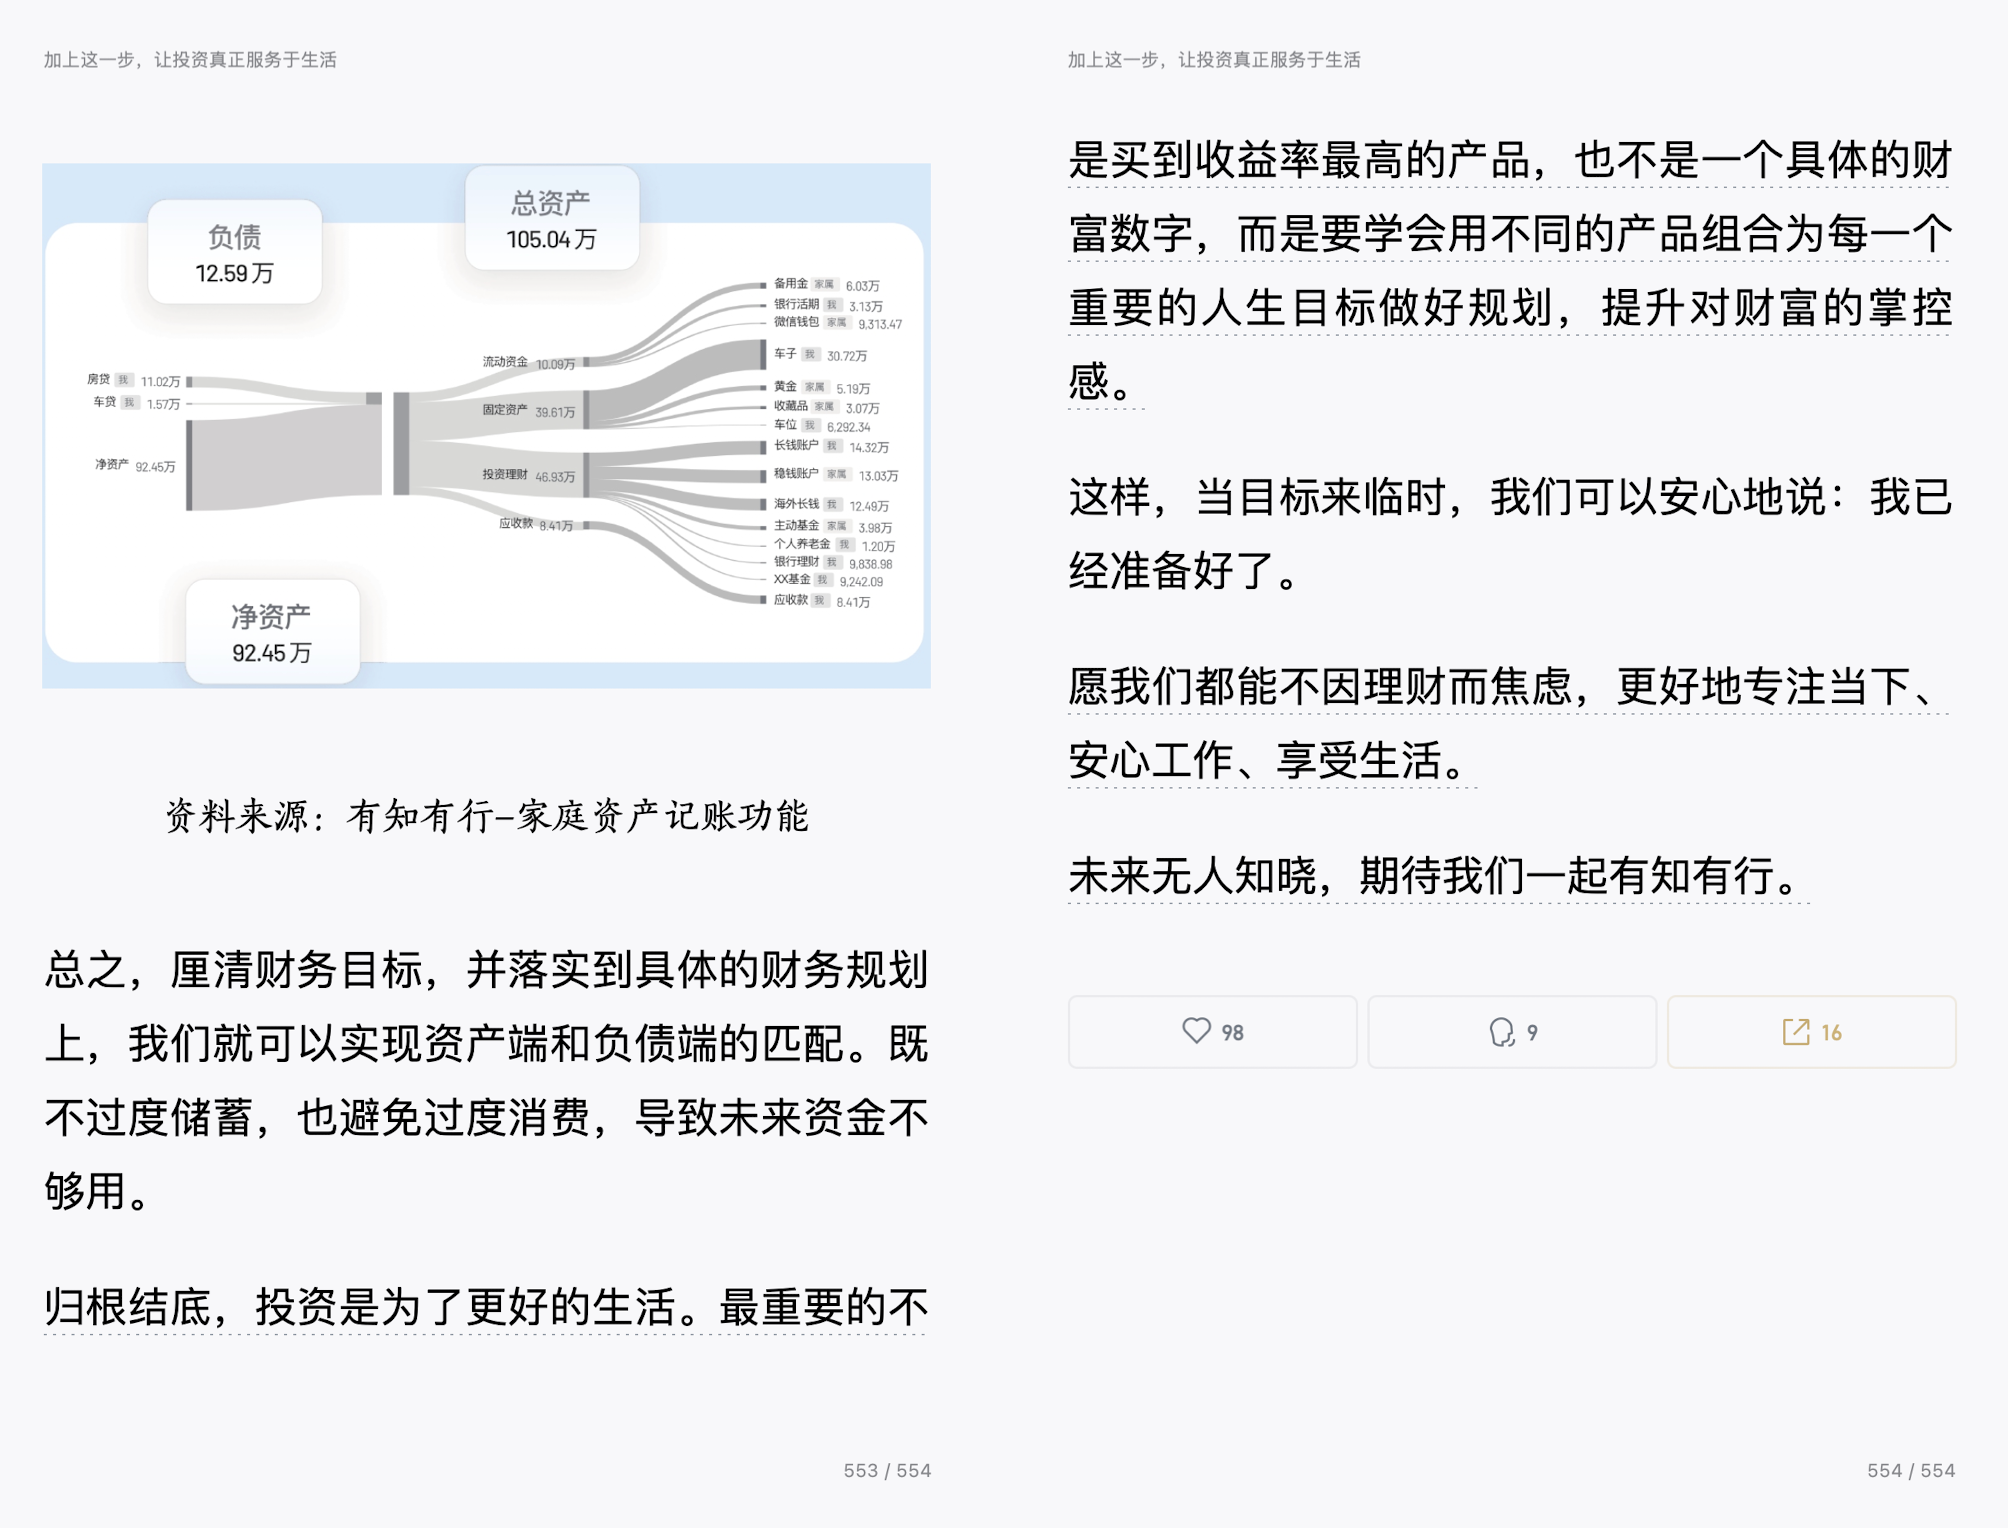 加上这一步，让投资真正服务于生活
负债
12.59 万
总资产
105.04 万
房贷 我 11.02万
车贷 我 1.57万
净资产 92.45万
流动资金 10.09万
固定资产 39.61万
投资理财 46.93万
应收款 8.41万
备用金 家属 6.03万
银行活期 我 3.13万
微信钱包 家属 9,313.47
车子 我 30.72万
黄金 家属 5.19万
收藏品 家属 3.07万
车位 我 6,292.34
长钱账户 我 14.32万
稳钱账户 家属 13.03万
海外长钱 我 12.49万
主动基金 家属 3.98万
个人养老金 我 1.20万
银行理财 我 9,838.98
XX基金 我 9,242.09
应收款 我 8.41万
净资产
92.45 万
资料来源：有知有行–家庭资产记账功能
总之，厘清财务目标，并落实到具体的财务规划
上，我们就可以实现资产端和负债端的匹配。既
不过度储蓄，也避免过度消费，导致未来资金不
够用。
归根结底，投资是为了更好的生活。最重要的不
553 / 554
加上这一步，让投资真正服务于生活
是买到收益率最高的产品，也不是一个具体的财
富数字，而是要学会用不同的产品组合为每一个
重要的人生目标做好规划，提升对财富的掌控
感。
这样，当目标来临时，我们可以安心地说：我已
经准备好了。
愿我们都能不因理财而焦虑，更好地专注当下、
安心工作、享受生活。
未来无人知晓，期待我们一起有知有行。
98
9
16
554 / 554